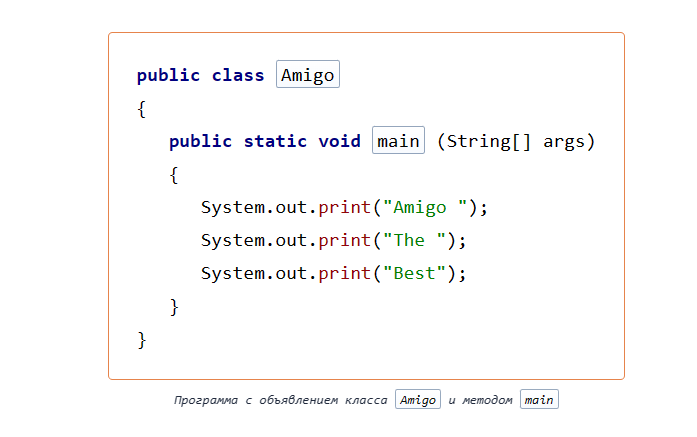 public class Amigo
{
public static void main (String[] args)
{
System.out.print("Amigo ");
System.out.print("The ");
System.out.print("Best");
}
}
Программа с объявлением класса Amigo и методом main